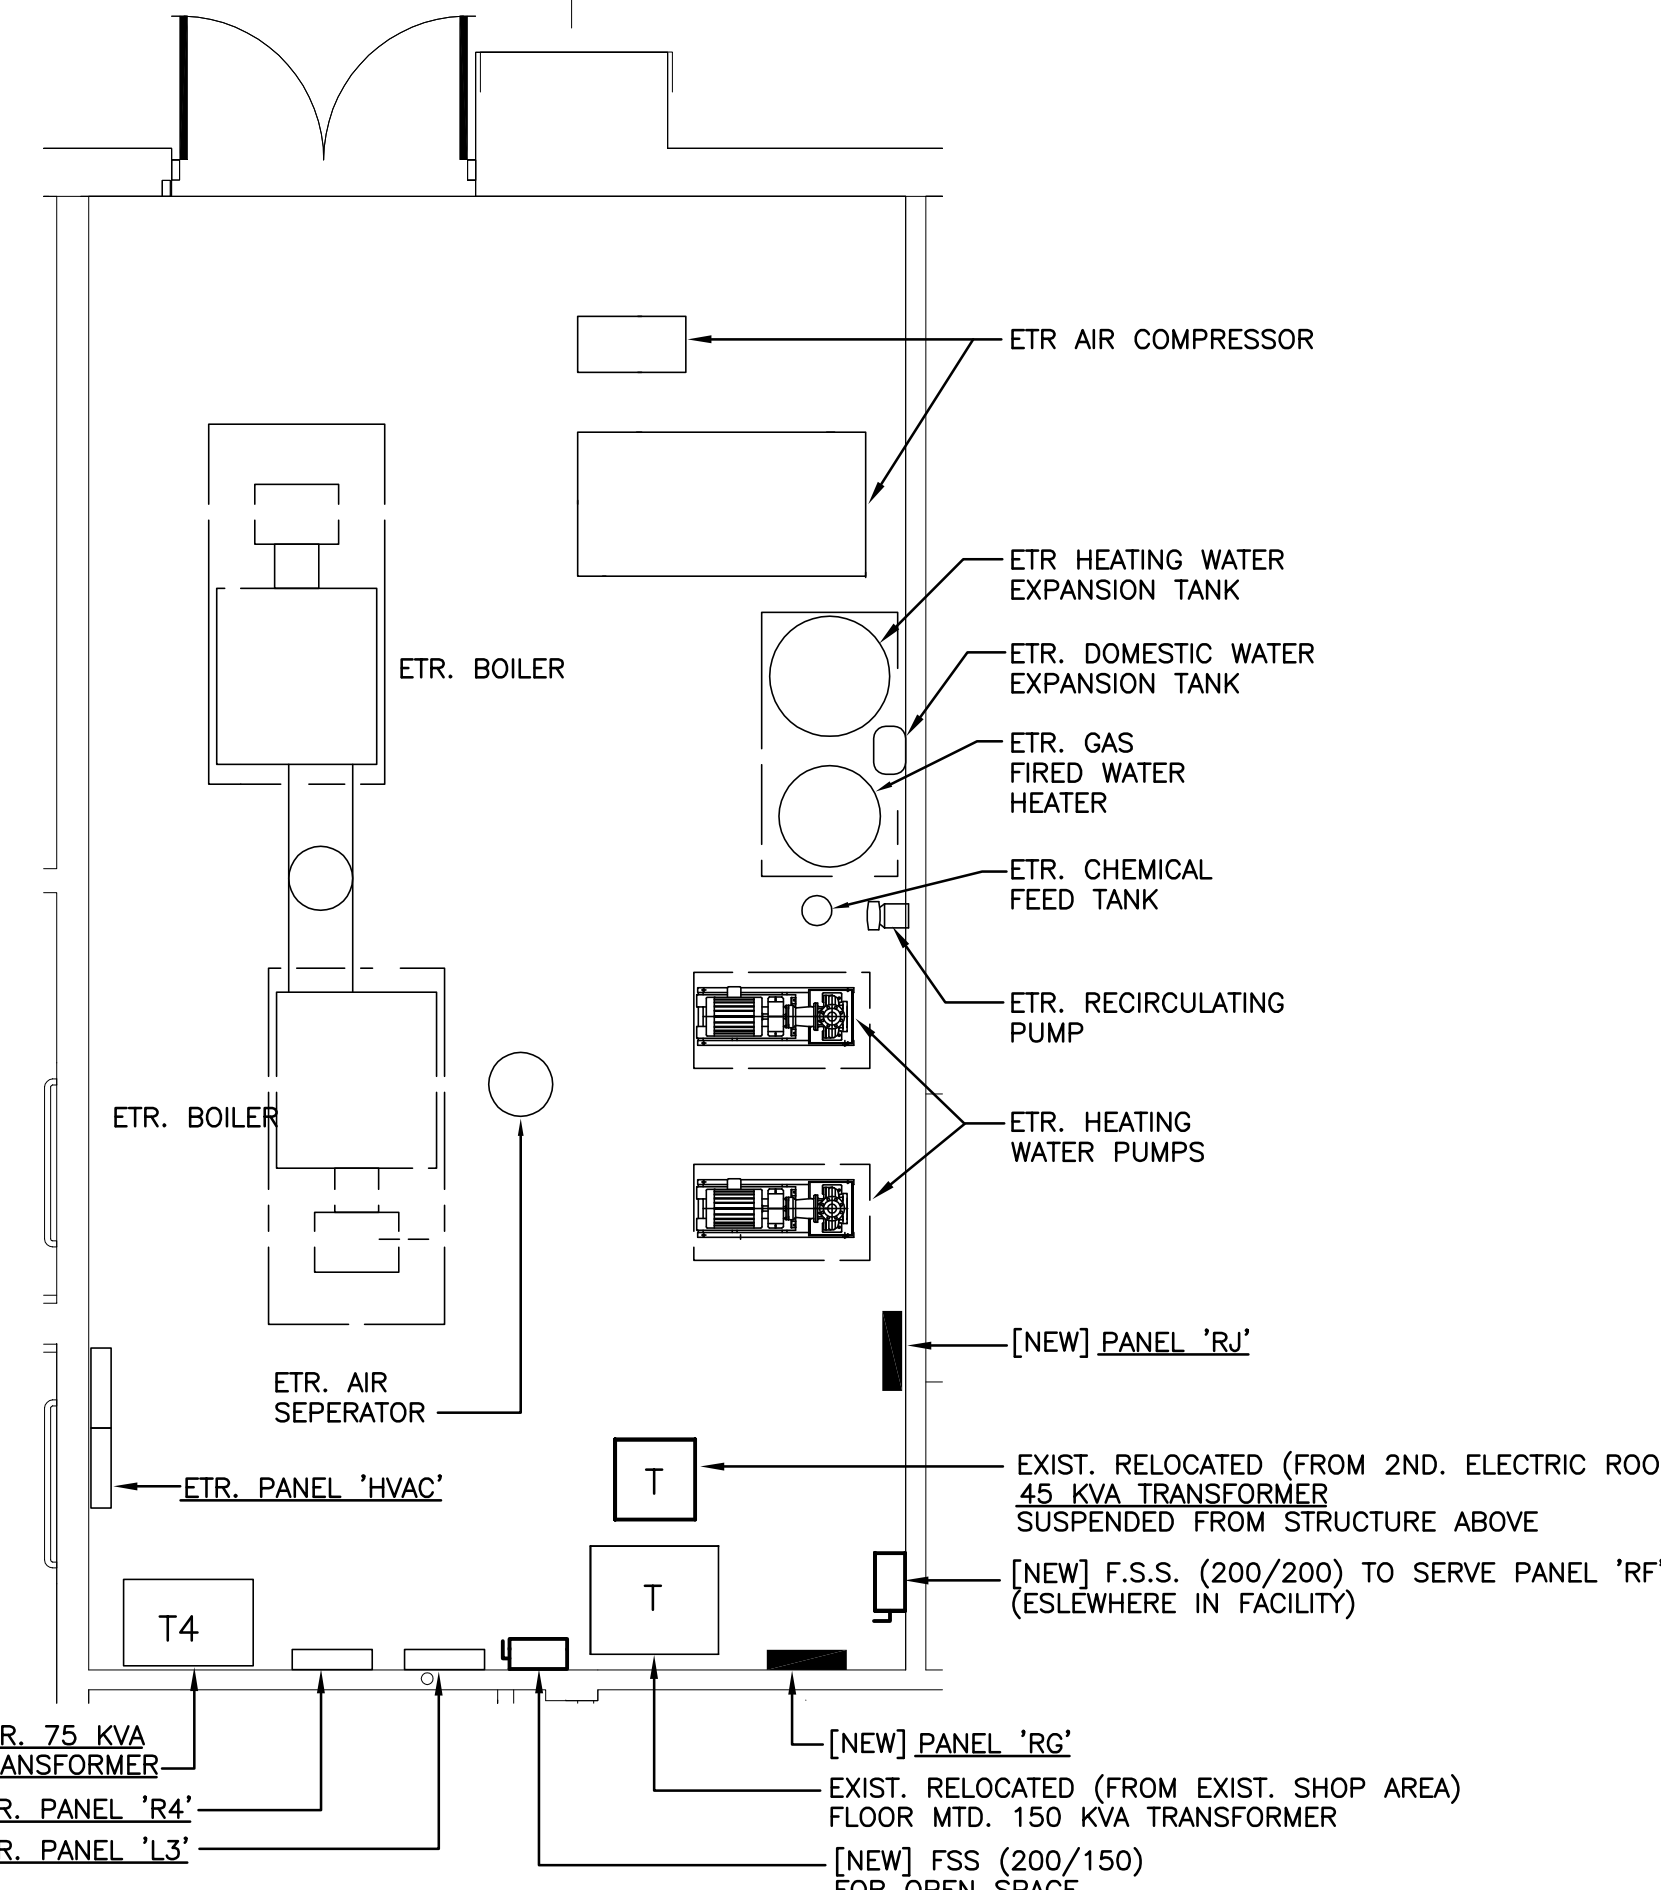 ETR AIR COMPRESSOR
ETR HEATING WATER
EXPANSION TANK
ETR. BOILER
ETR. DOMESTIC WATER
EXPANSION TANK
ETR. GAS
FIRED WATER
HEATER
ETR. CHEMICAL
FEED TANK
ETR. RECIRCULATING
PUMP
ETR. BOILER
ETR. HEATING
WATER PUMPS
[NEW] PANEL 'RJ'
ETR. AIR
SEPERATOR
ETR. PANEL 'HVAC'
T
EXIST. RELOCATED (FROM 2ND. ELECTRIC
45 KVA TRANSFORMER
SUSPENDED FROM STRUCTURE ABOVE
[NEW] F.S.S. (200/200) TO SERVE PANEL 'RF'
(ESLEWHERE IN FACILITY)
T
T4
R. 75 KVA
ANSFORMER
R. PANEL 'R4'
R. PANEL 'L3'
[NEW] PANEL 'RG'
EXIST. RELOCATED (FROM EXIST. SHOP AREA)
FLOOR MTD. 150 KVA TRANSFORMER
[NEW] FSS (200/150)
FOR OPEN SPACE